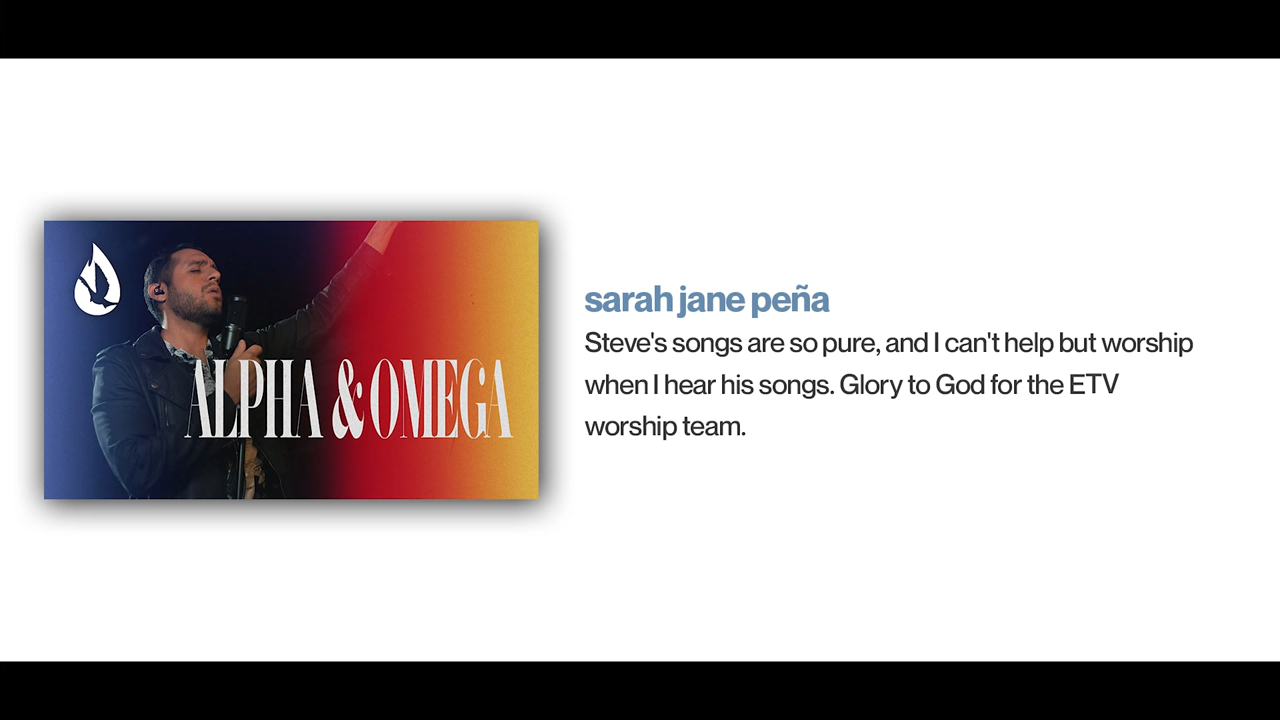 ALPHA & OMEGA
sarah jane peña
Steve's songs are so pure, and I can't help but worship
when I hear his songs. Glory to God for the ETV
worship team.